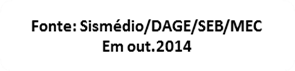 Fonte: Sismédio/DAGE/SEB/MEC
Em out.2014